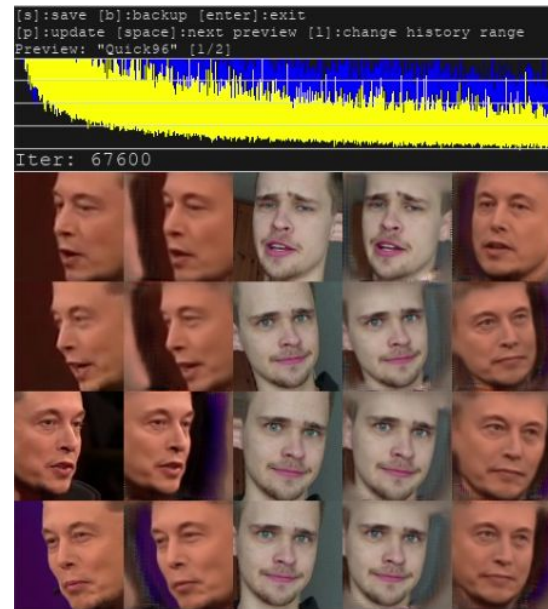 [s]:save [b]:backup [enter]:exit
[p]:update [space]:next preview [l]:change history range
Preview: "Quick96" [1/2]
Iter: 67600